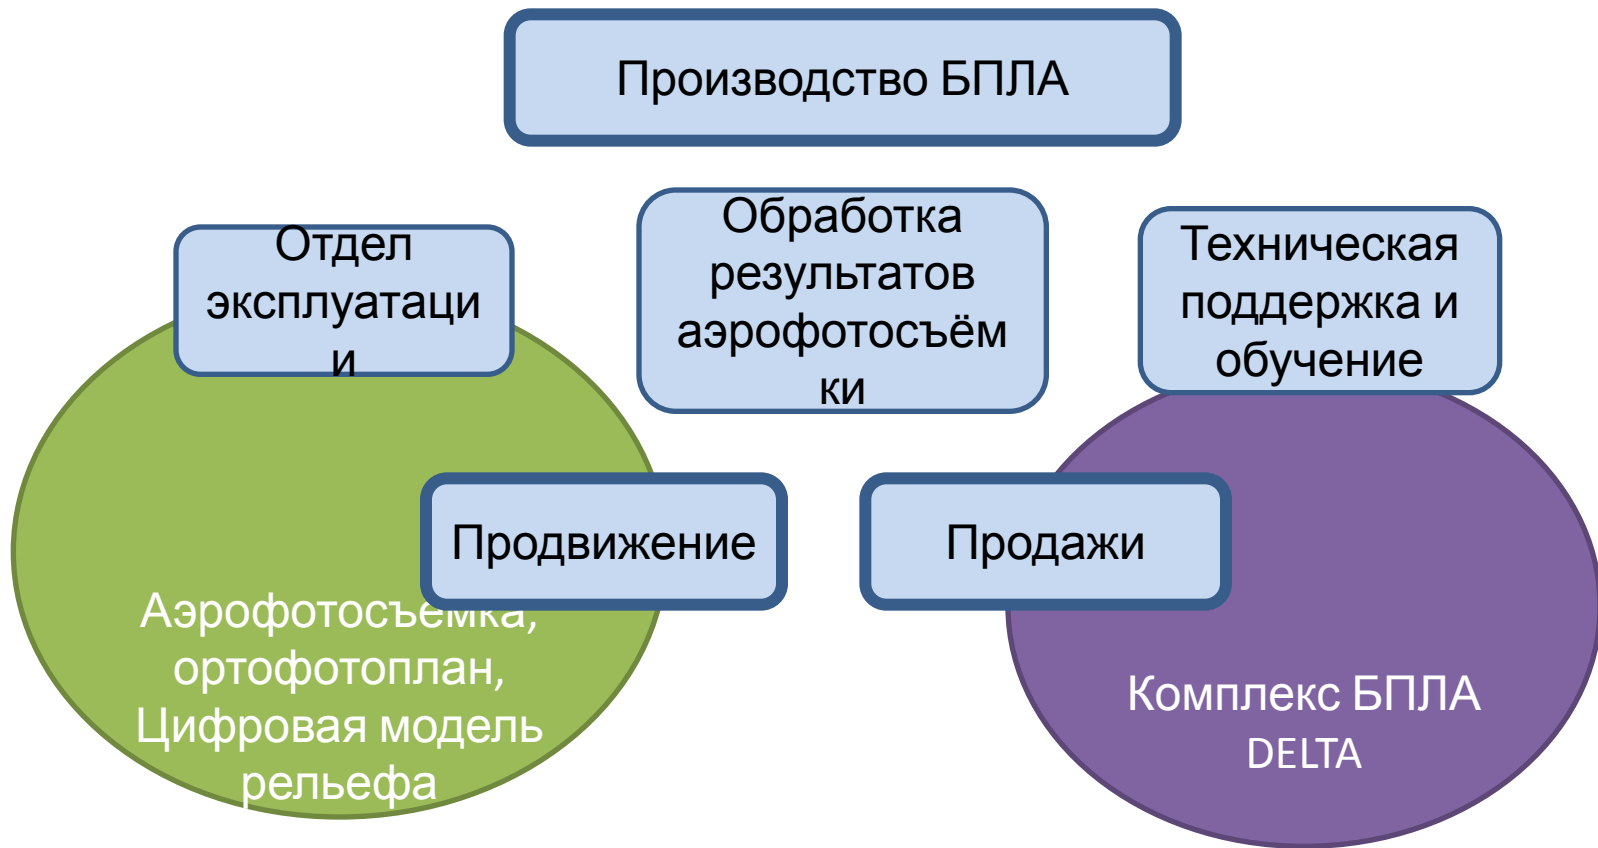 Производство БПЛА
Отдел
эксплуатаци
и
Обработка
результатов
аэрофотосъём
ки
Техническая
поддержка и
обучение
Продвижение
Продажи
Аэрофотосъёмка,
ортофотоплан,
Цифровая модель
рельефа
Комплекс БПЛА
DELTA